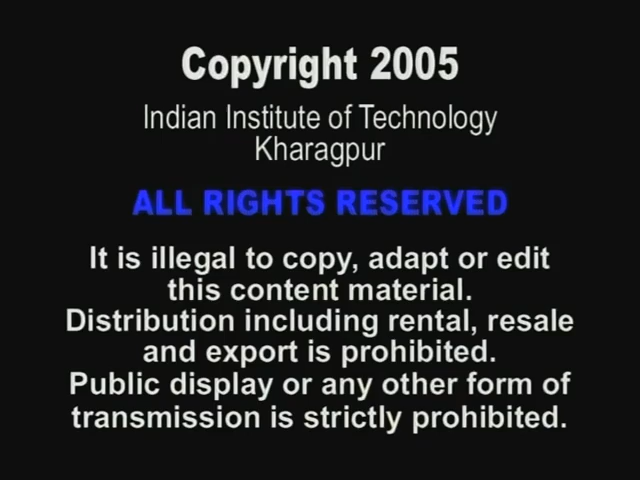 Copyright 2005
Indian Institute of Technology
Kharagpur
ALL RIGHTS RESERVED
It is illegal to copy, adapt or edit
this content material.
Distribution including rental, resale
and export is prohibited.
Public display or any other form of
transmission is strictly prohibited.